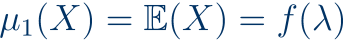 μ₁(X) = 𝔼(X) = f(λ)